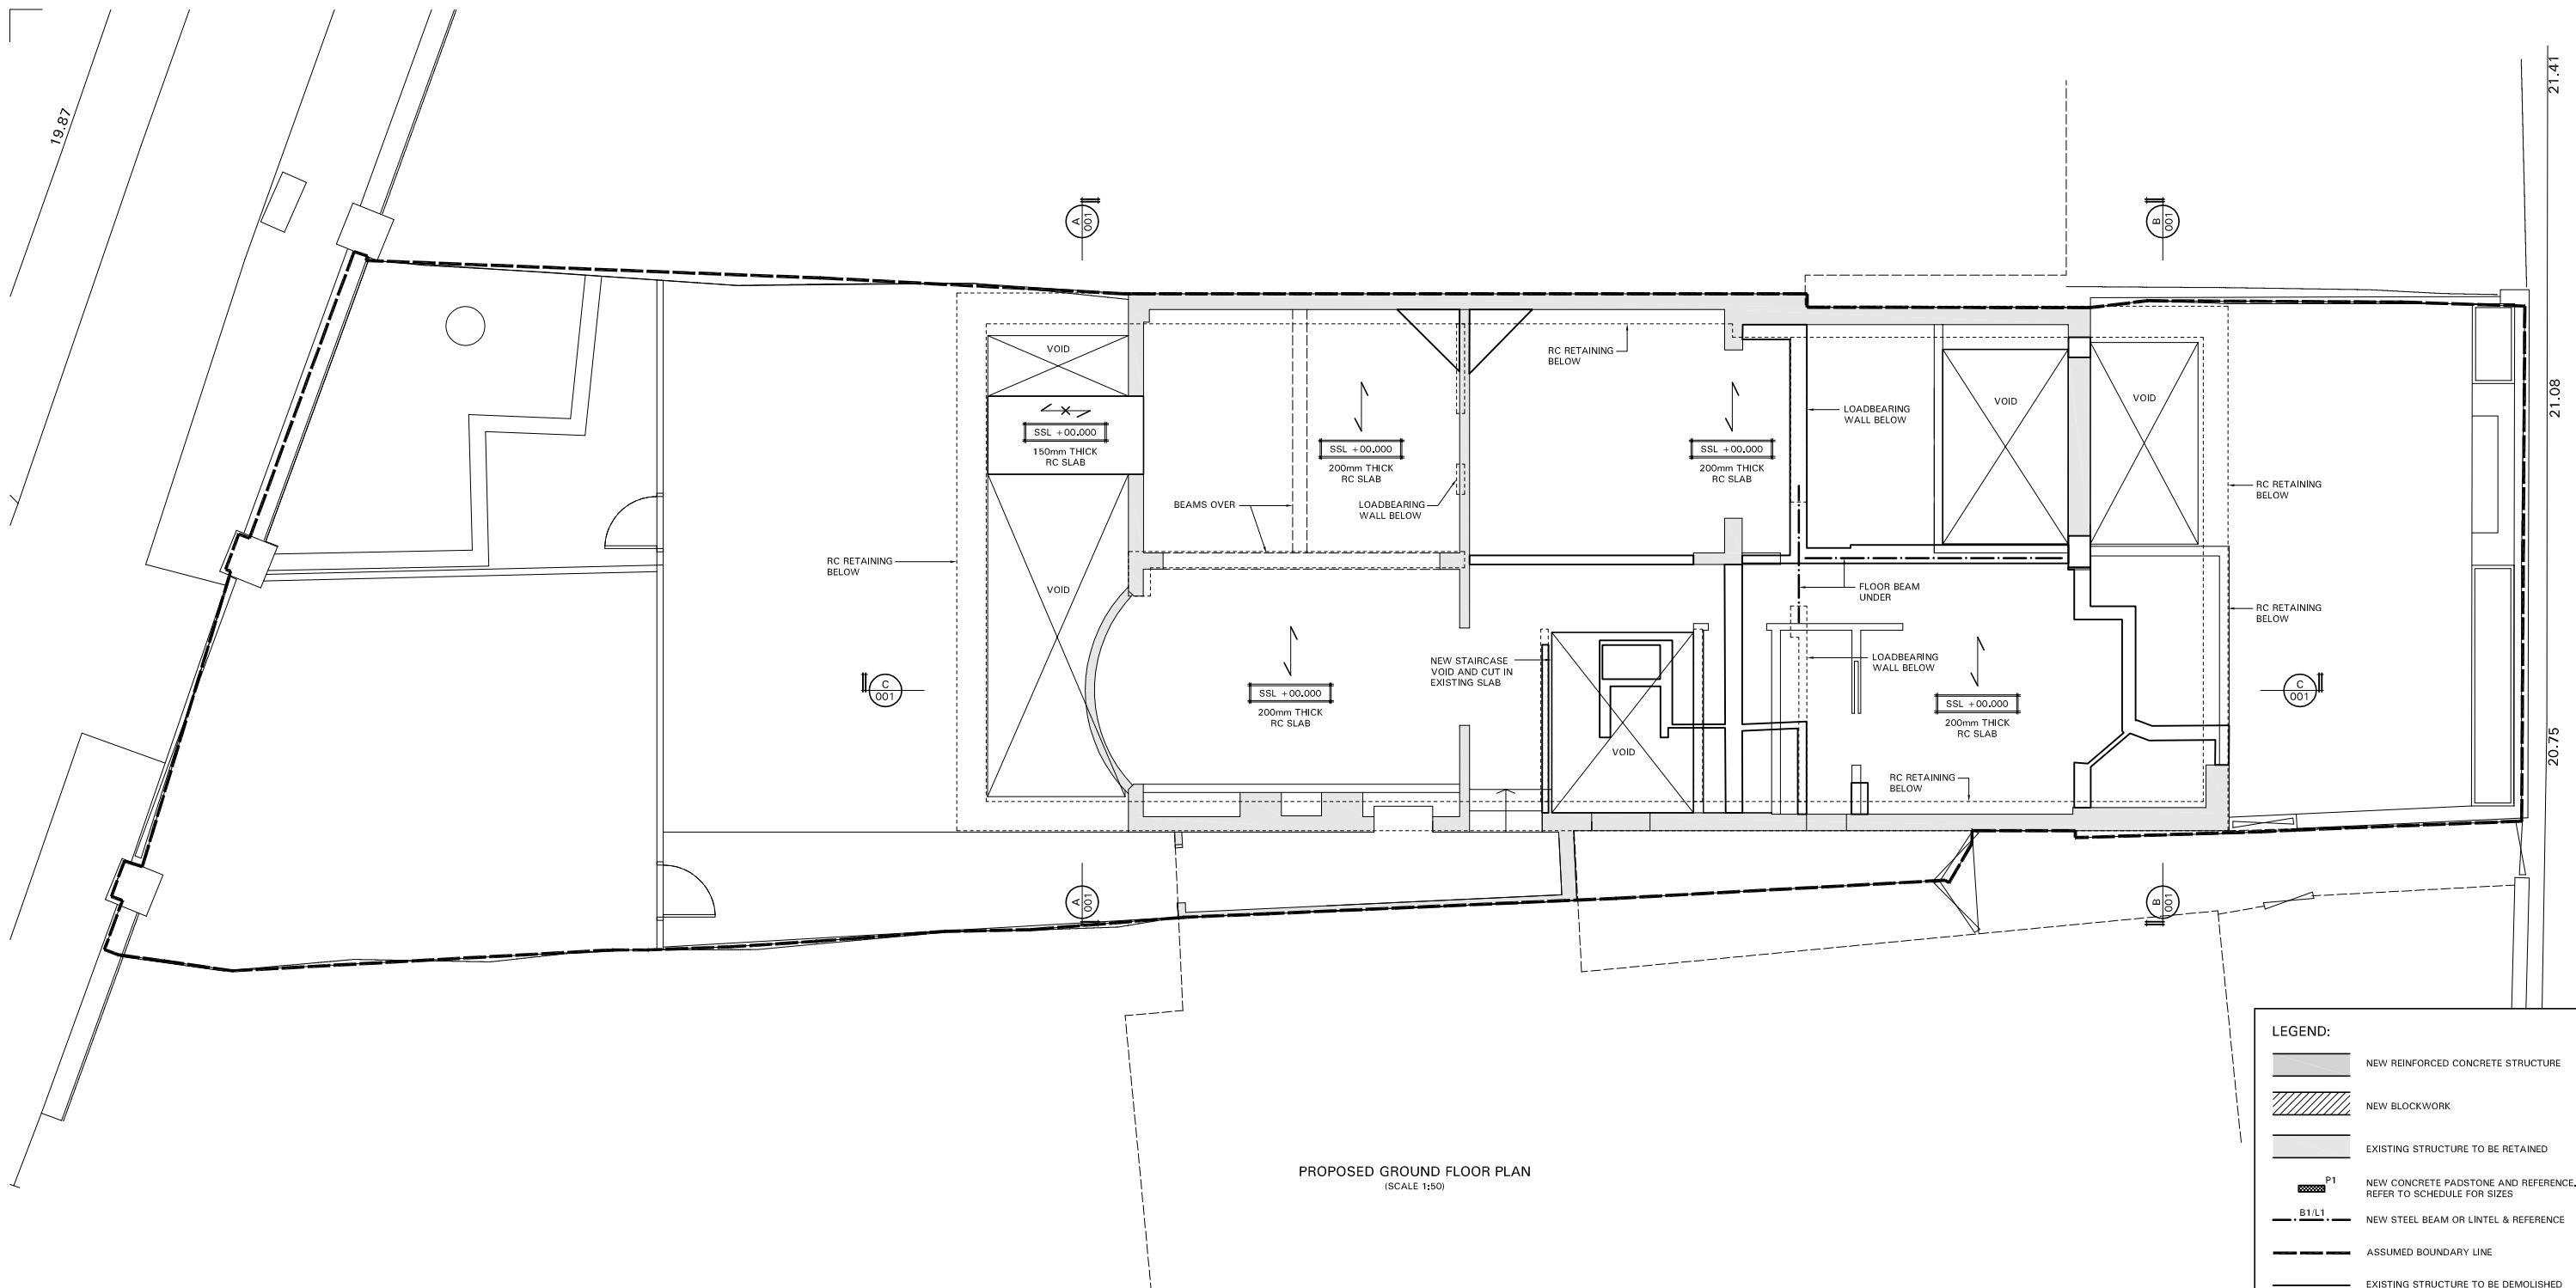 21.41
19.87
A
001
B
001
VOID
RC RETAINING
BELOW
VOID
VOID
21.08
LOADBEARING
WALL BELOW
SSL +00.000
150mm THICK
RC SLAB
SSL +00.000
200mm THICK
RC SLAB
SSL +00.000
200mm THICK
RC SLAB
RC RETAINING
BELOW
BEAMS OVER
LOADBEARING
WALL BELOW
RC RETAINING
BELOW
VOID
FLOOR BEAM
UNDER
RC RETAINING
BELOW
NEW STAIRCASE
VOID AND CUT IN
EXISTING SLAB
LOADBEARING
WALL BELOW
C
001
SSL +00.000
200mm THICK
RC SLAB
SSL +00.000
200mm THICK
RC SLAB
C
001
VOID
20.75
RC RETAINING
BELOW
A
001
B
001
LEGEND:
NEW REINFORCED CONCRETE STRUCTURE
NEW BLOCKWORK
EXISTING STRUCTURE TO BE RETAINED
P1
NEW CONCRETE PADSTONE AND REFERENCE.
REFER TO SCHEDULE FOR SIZES
B1/L1
NEW STEEL BEAM OR LINTEL & REFERENCE
ASSUMED BOUNDARY LINE
EXISTING STRUCTURE TO BE DEMOLISHED
PROPOSED GROUND FLOOR PLAN
(SCALE 1:50)